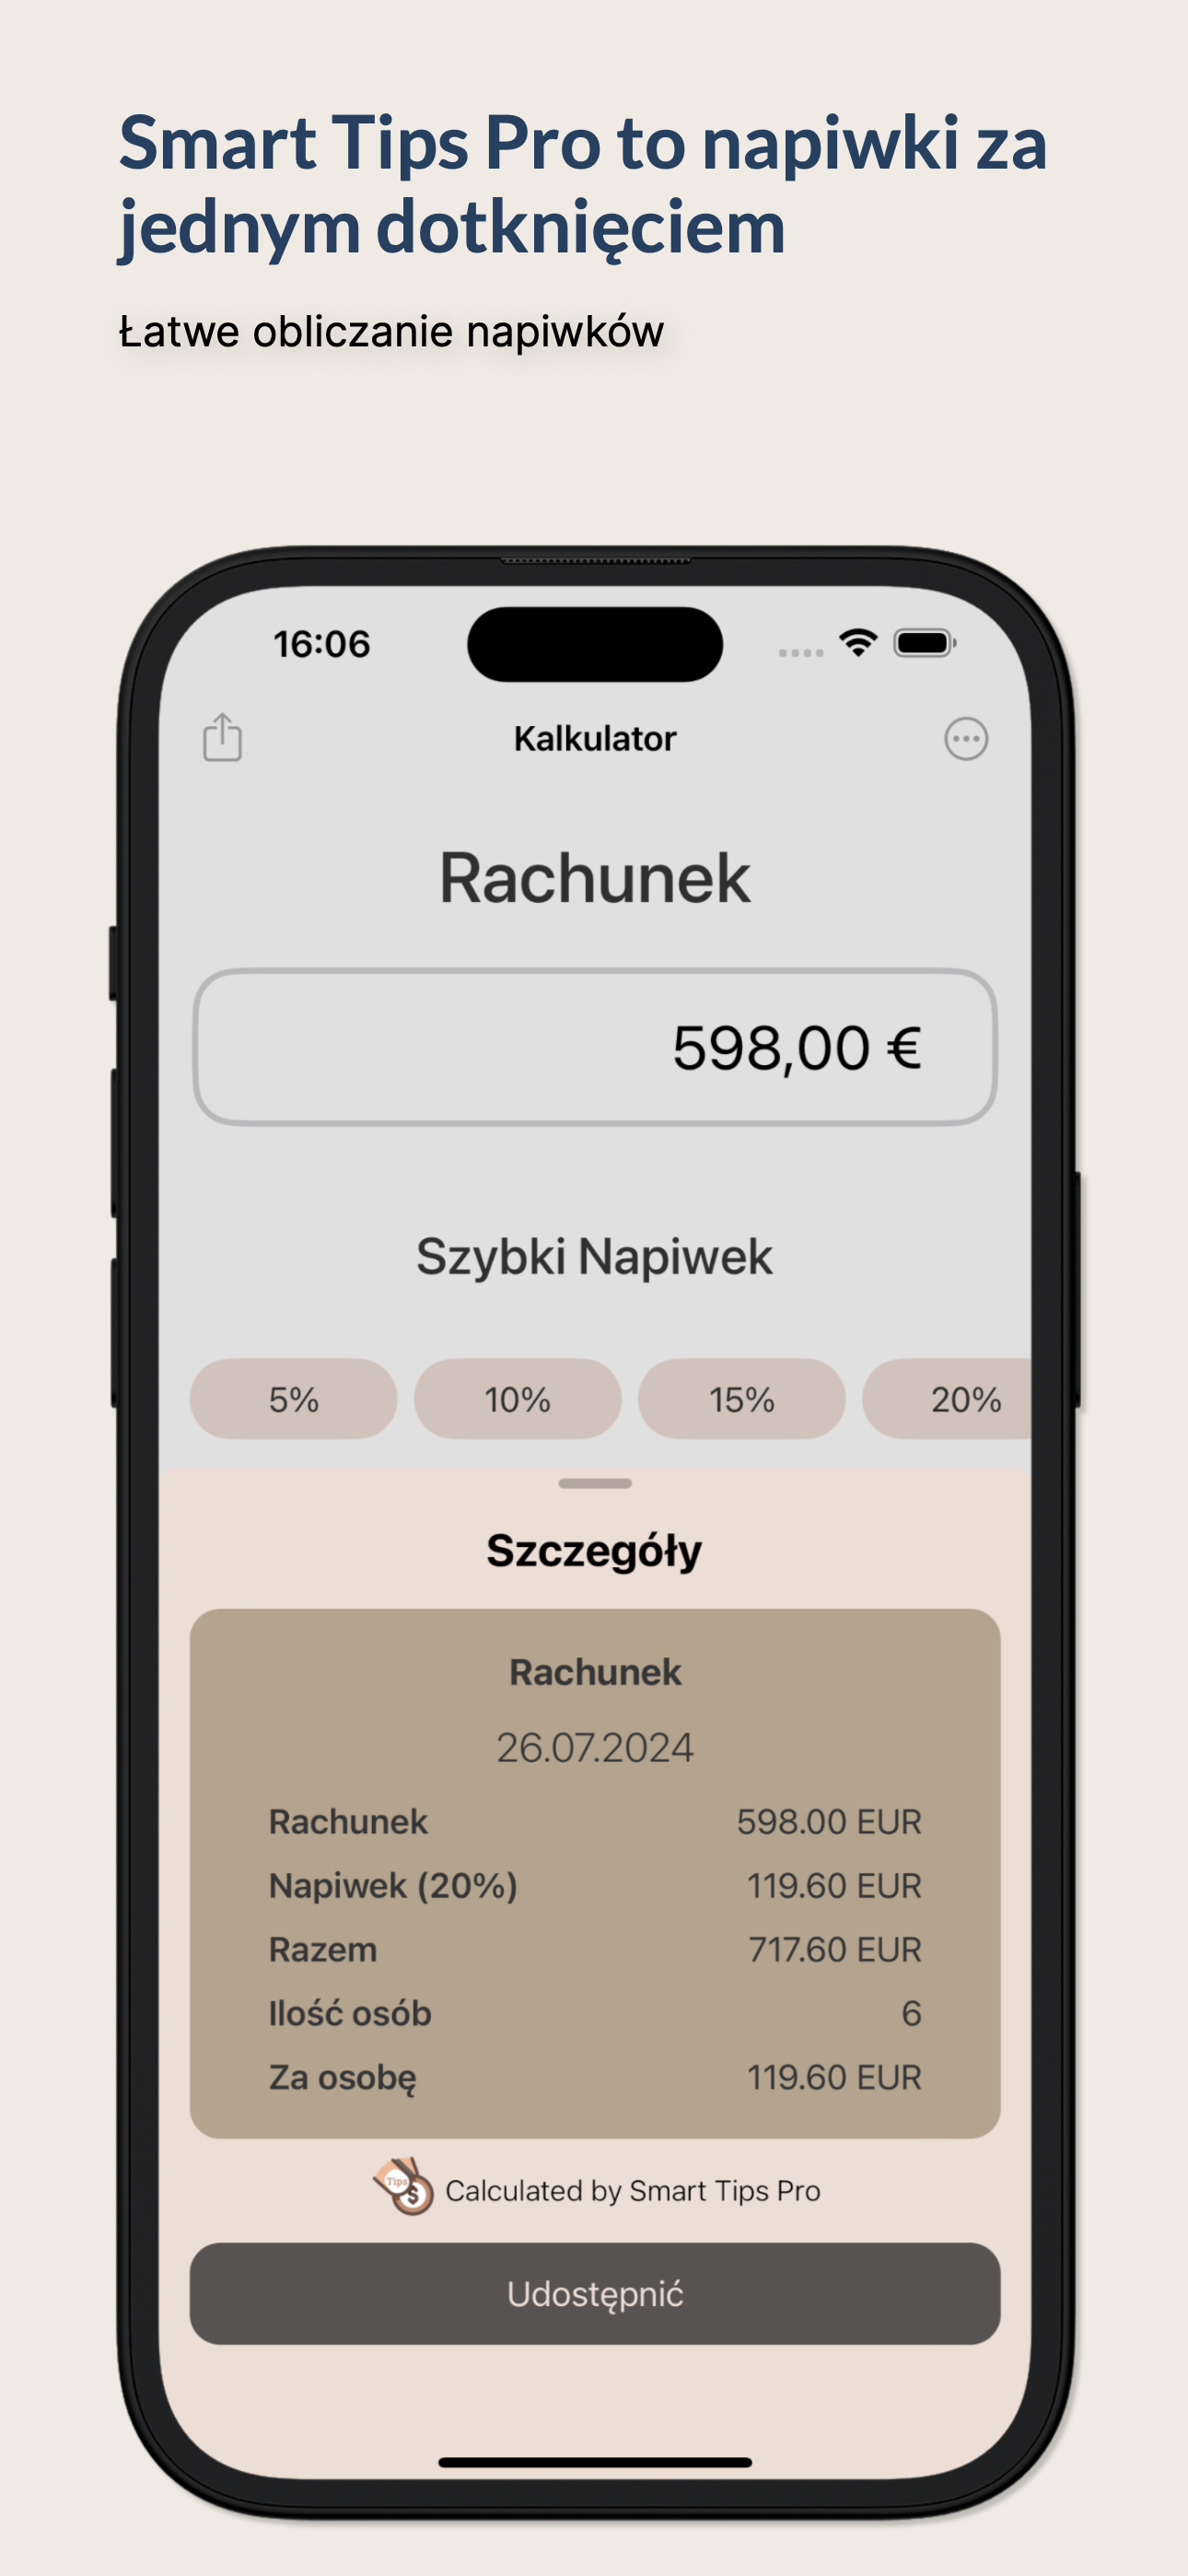 Smart Tips Pro to napiwki za
jednym dotknięciem
Łatwe obliczanie napiwków
16:06
Kalkulator
Rachunek
598,00 €
Szybki Napiwek
5% 10% 15% 20%
Szczegóły
Rachunek
26.07.2024
Rachunek 598.00 EUR
Napiwek (20%) 119.60 EUR
Razem 717.60 EUR
Ilość osób 6
Za osobę 119.60 EUR
Tips $ Calculated by Smart Tips Pro
Udostępnić